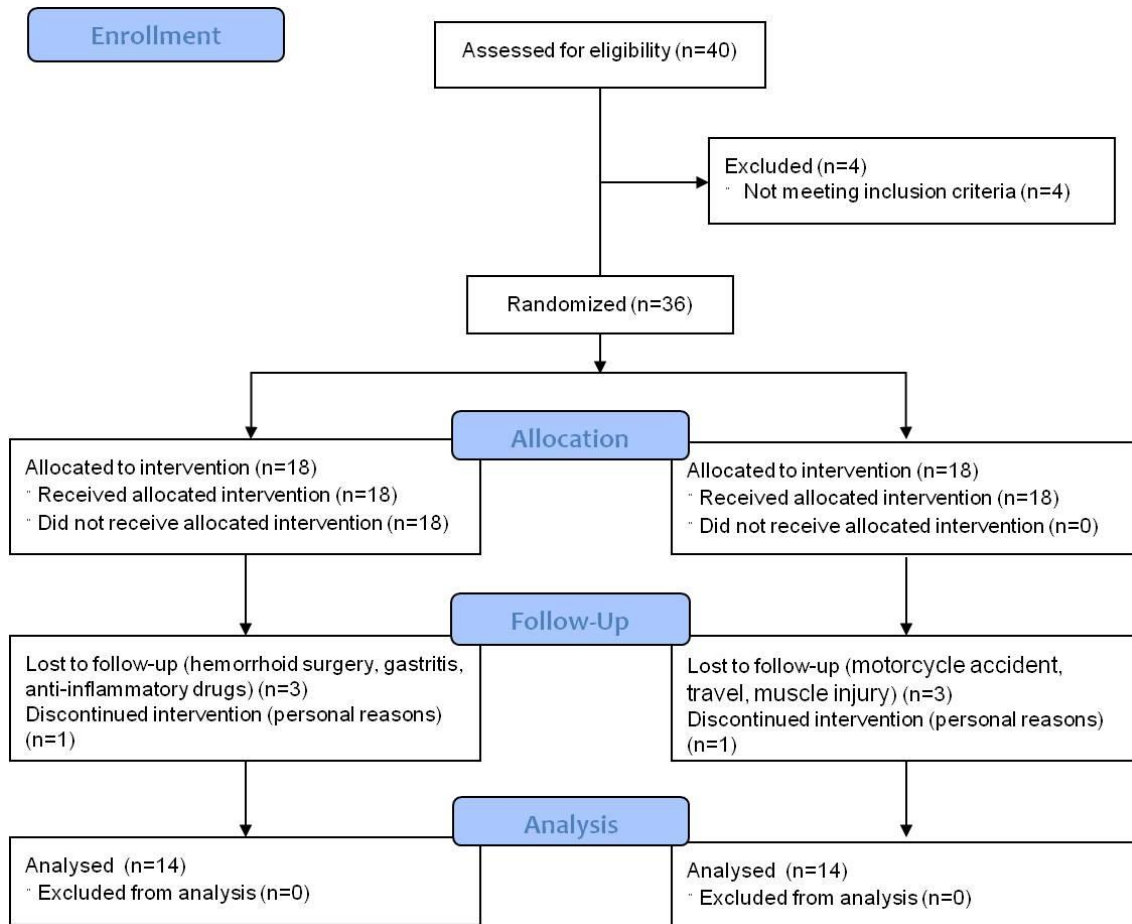 Enrollment
Assessed for eligibility (n=40)
Excluded (n=4)
¨ Not meeting inclusion criteria (n=4)
Randomized (n=36)
Allocation
Allocated to intervention (n=18)
¨ Received allocated intervention (n=18)
¨ Did not receive allocated intervention (n=18)
Allocated to intervention (n=18)
¨ Received allocated intervention (n=18)
¨ Did not receive allocated intervention (n=0)
Follow-Up
Lost to follow-up (hemorrhoid surgery, gastritis,
anti-inflammatory drugs) (n=3)
Discontinued intervention (personal reasons)
(n=1)
Lost to follow-up (motorcycle accident,
travel, muscle injury) (n=3)
Discontinued intervention (personal reasons)
(n=1)
Analysis
Analysed (n=14)
¨ Excluded from analysis (n=0)
Analysed (n=14)
¨ Excluded from analysis (n=0)